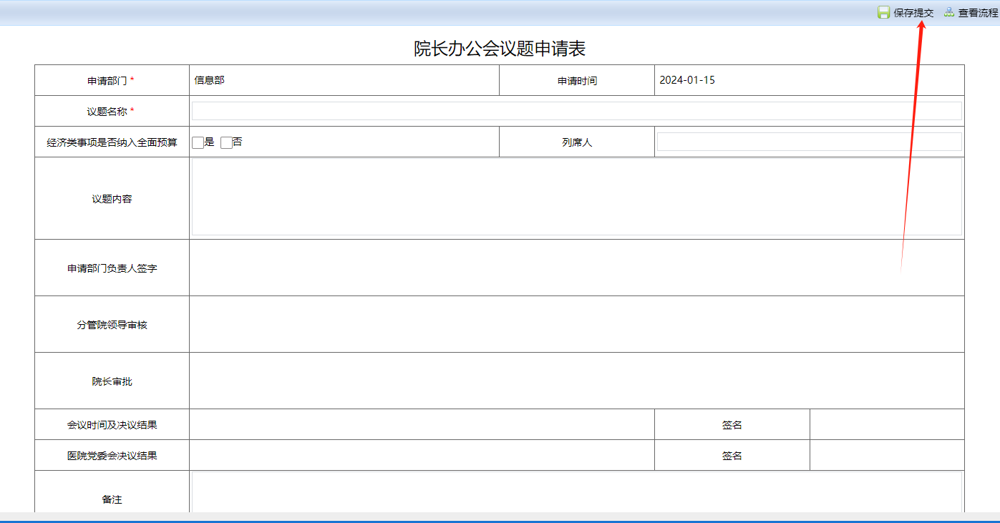 保存提交 查看流程
院长办公会议题申请表
申请部门 * 信息部 申请时间 2024-01-15
议题名称 *
经济类事项是否纳入全面预算 是 否 列席人
议题内容
申请部门负责人签字
分管院领导审核
院长审批
会议时间及决议结果 签名
医院党委会决议结果 签名
备注